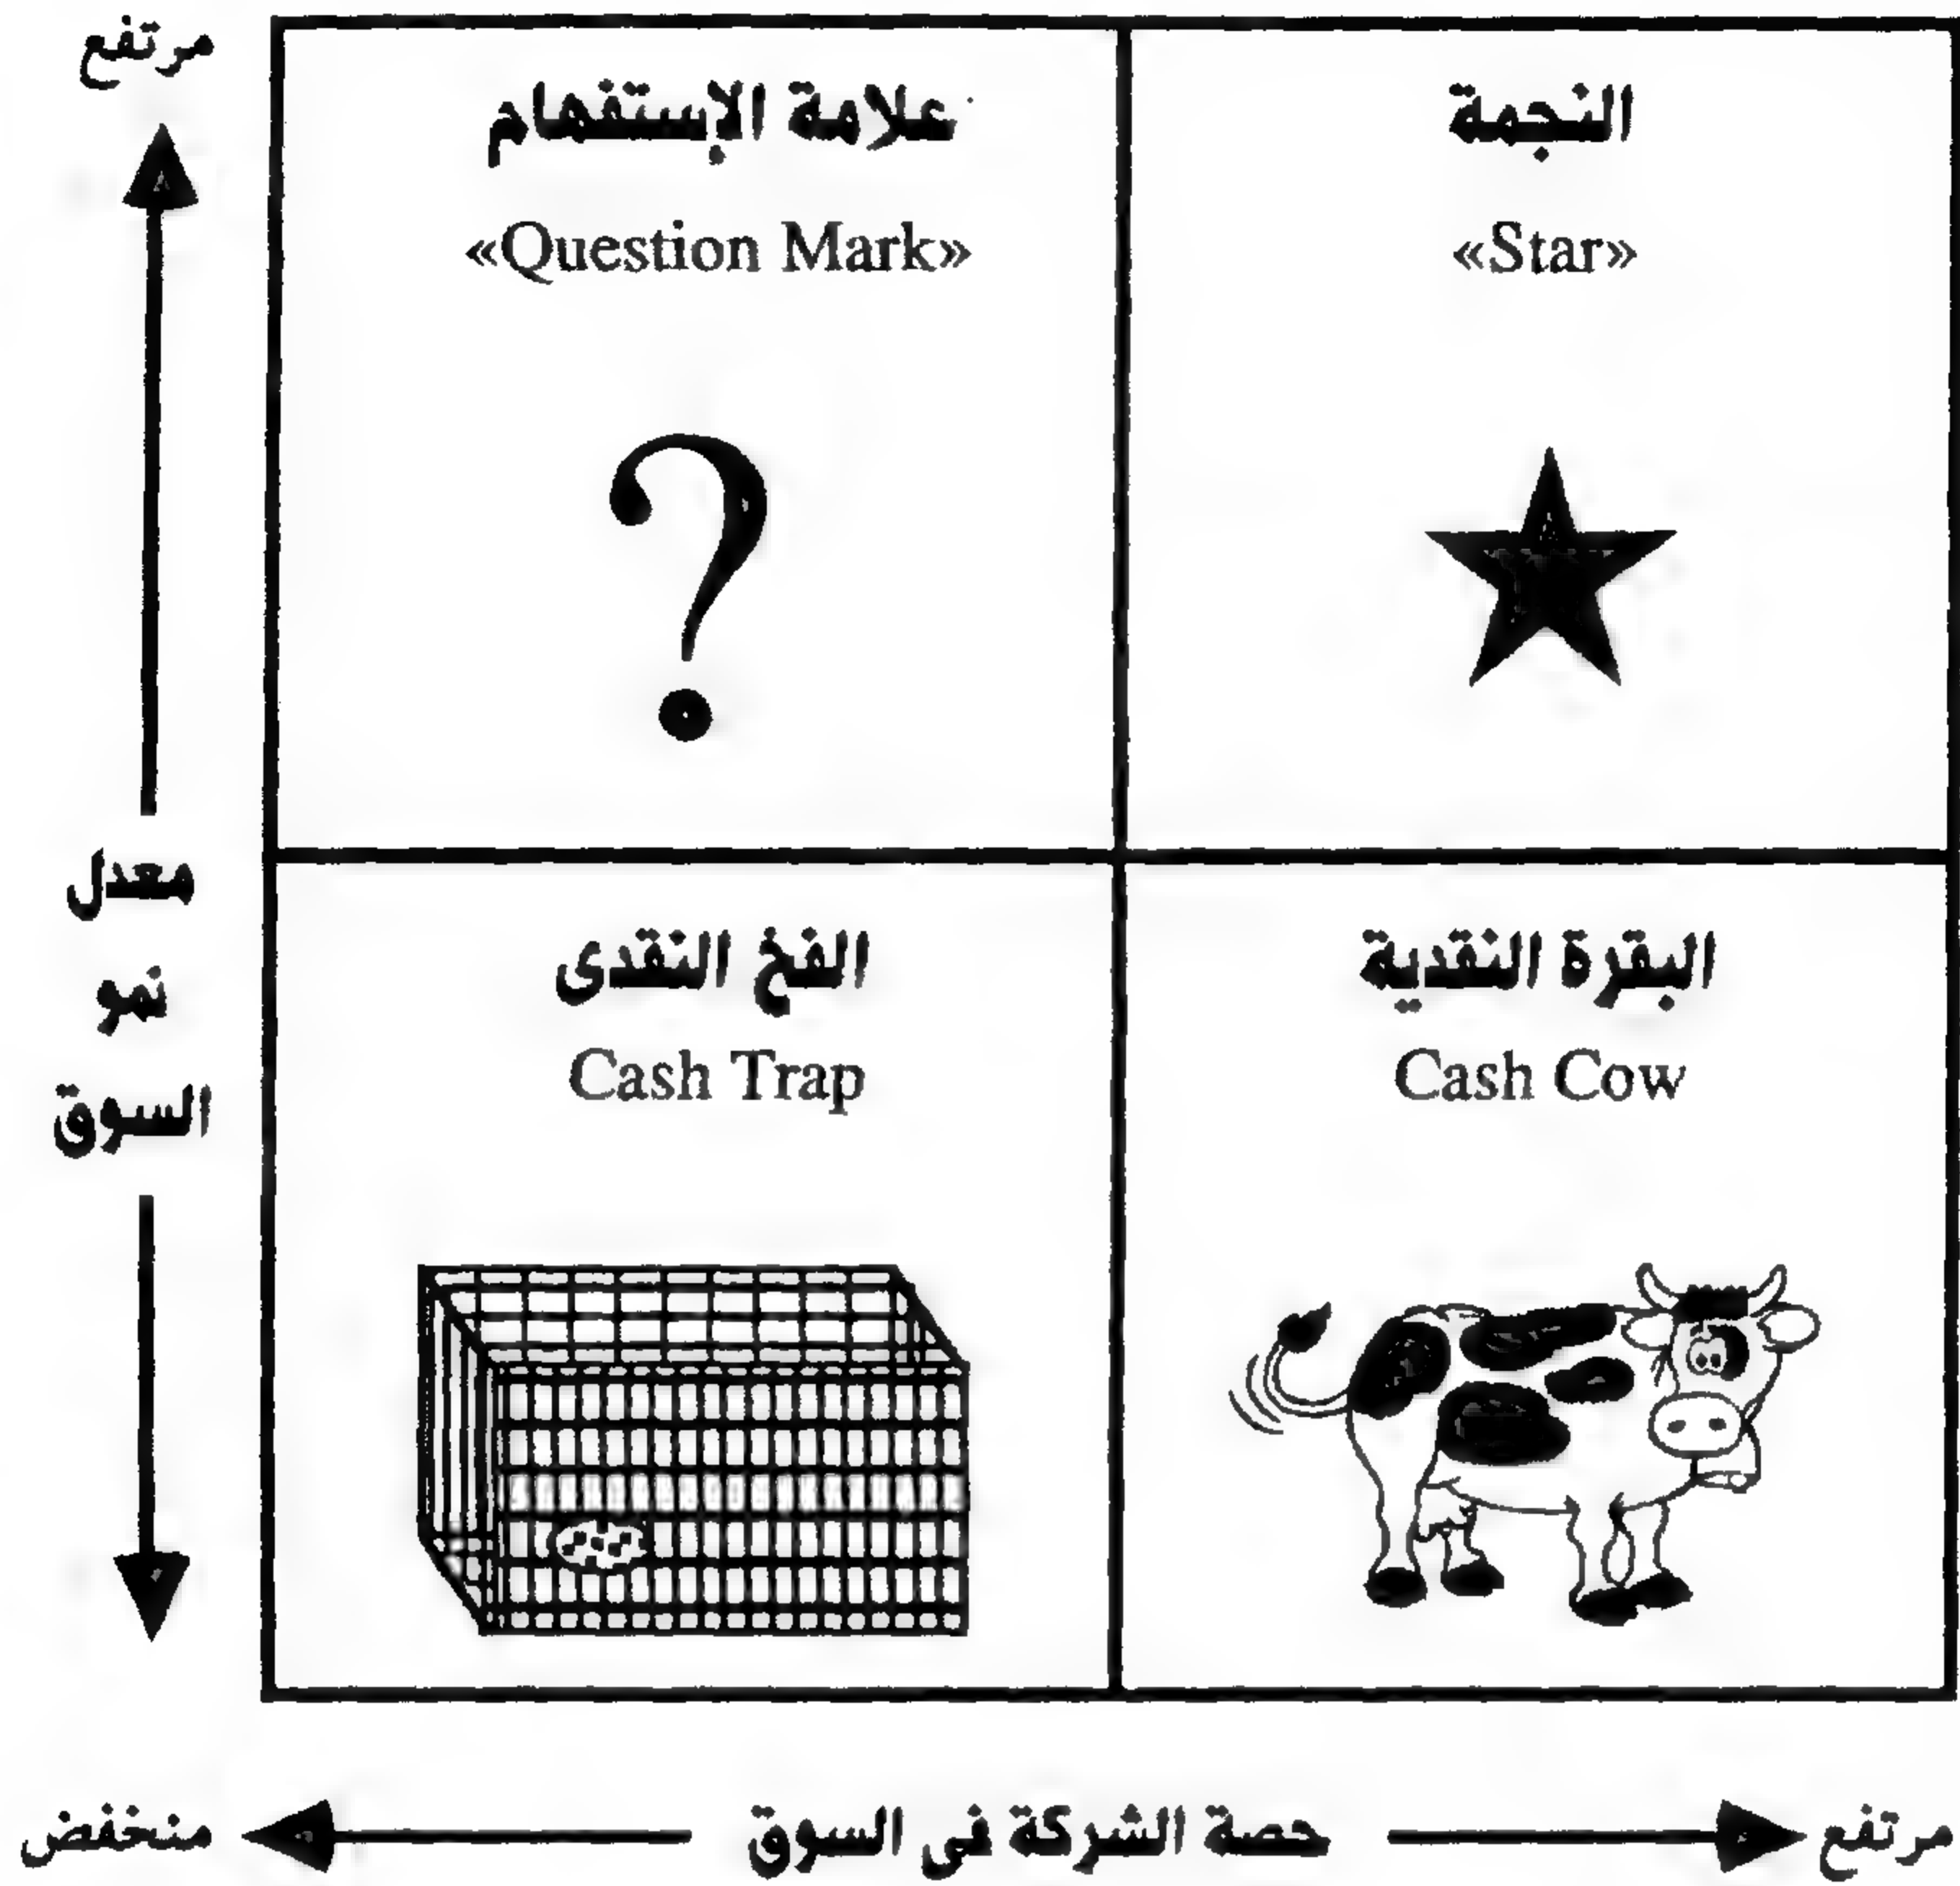 مرتفع
النجمة
«Star»
علامة الإستفهام
«Question Mark»
معدل
نمو
السوق
البقرة النقدية
Cash Cow
الفخ النقدى
Cash Trap
مرتفع
حصة الشركة فى السوق
منخفض